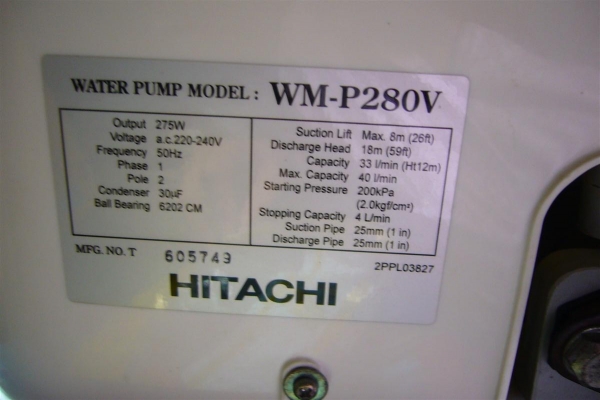 WATER PUMP MODEL : WM-P280V
Output 275W
Voltage a.c.220-240V
Frequency 50Hz
Phase 1
Pole 2
Condenser 30µF
Ball Bearing 6202 CM
Suction Lift Max. 8m (26ft)
Discharge Head 18m (59ft)
Capacity 33 l/min (Ht12m)
Max. Capacity 40 l/min
Starting Pressure 200kPa
(2.0kgf/cm²)
Stopping Capacity 4 L/min
Suction Pipe 25mm (1 in)
Discharge Pipe 25mm (1 in)
MFG. NO. T 605749
2PPL03827
HITACHI